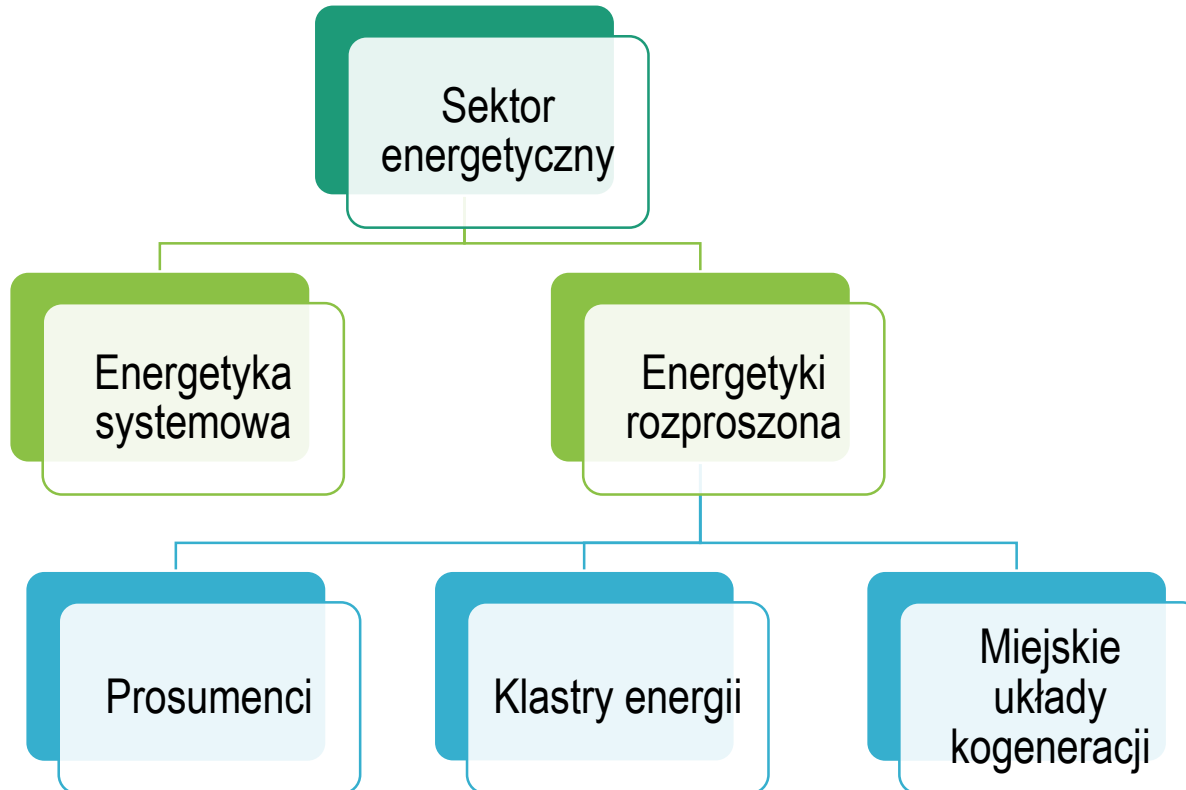 Sektor
energetyczny
Energetyka
systemowa
Energetyki
rozproszona
Prosumenci
Klastry energii
Miejskie
układy
kogeneracji